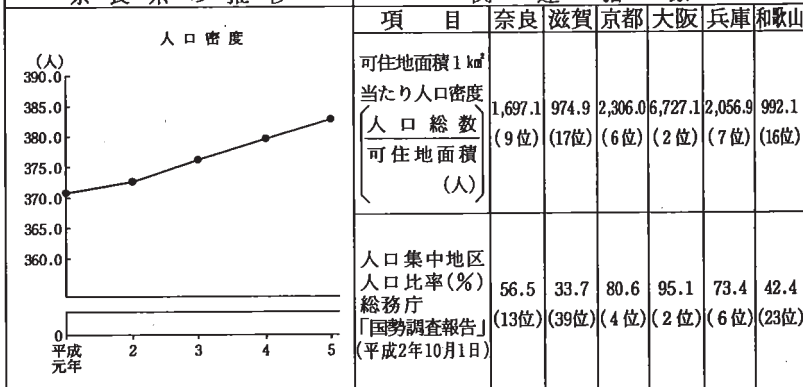 人口密度
(人)
390.0
385.0
380.0
375.0
370.0
365.0
360.0
0
平成
元年
2
3
4
5
項目 奈良 滋賀 京都 大阪 兵庫 和歌山
可住地面積1㎢
当たり人口密度
人口総数
可住地面積
(人)
1,697.1 974.9 2,306.0 6,727.1 2,056.9 992.1
(9位) (17位) (6位) (2位) (7位) (16位)
人口集中地区
人口比率(%)
総務庁
「国勢調査報告」
(平成2年10月1日)
56.5 33.7 80.6 95.1 73.4 42.4
(13位) (39位) (4位) (2位) (6位) (23位)